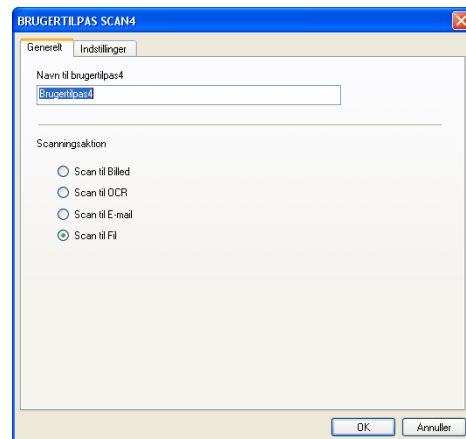 BRUGERTILPAS SCAN4
Generelt Indstillinger
Navn til brugertilpas4
Brugertilpas4
Scanningsaktion
Scan til Billed
Scan til OCR
Scan til E-mail
Scan til Fil
OK Annuller